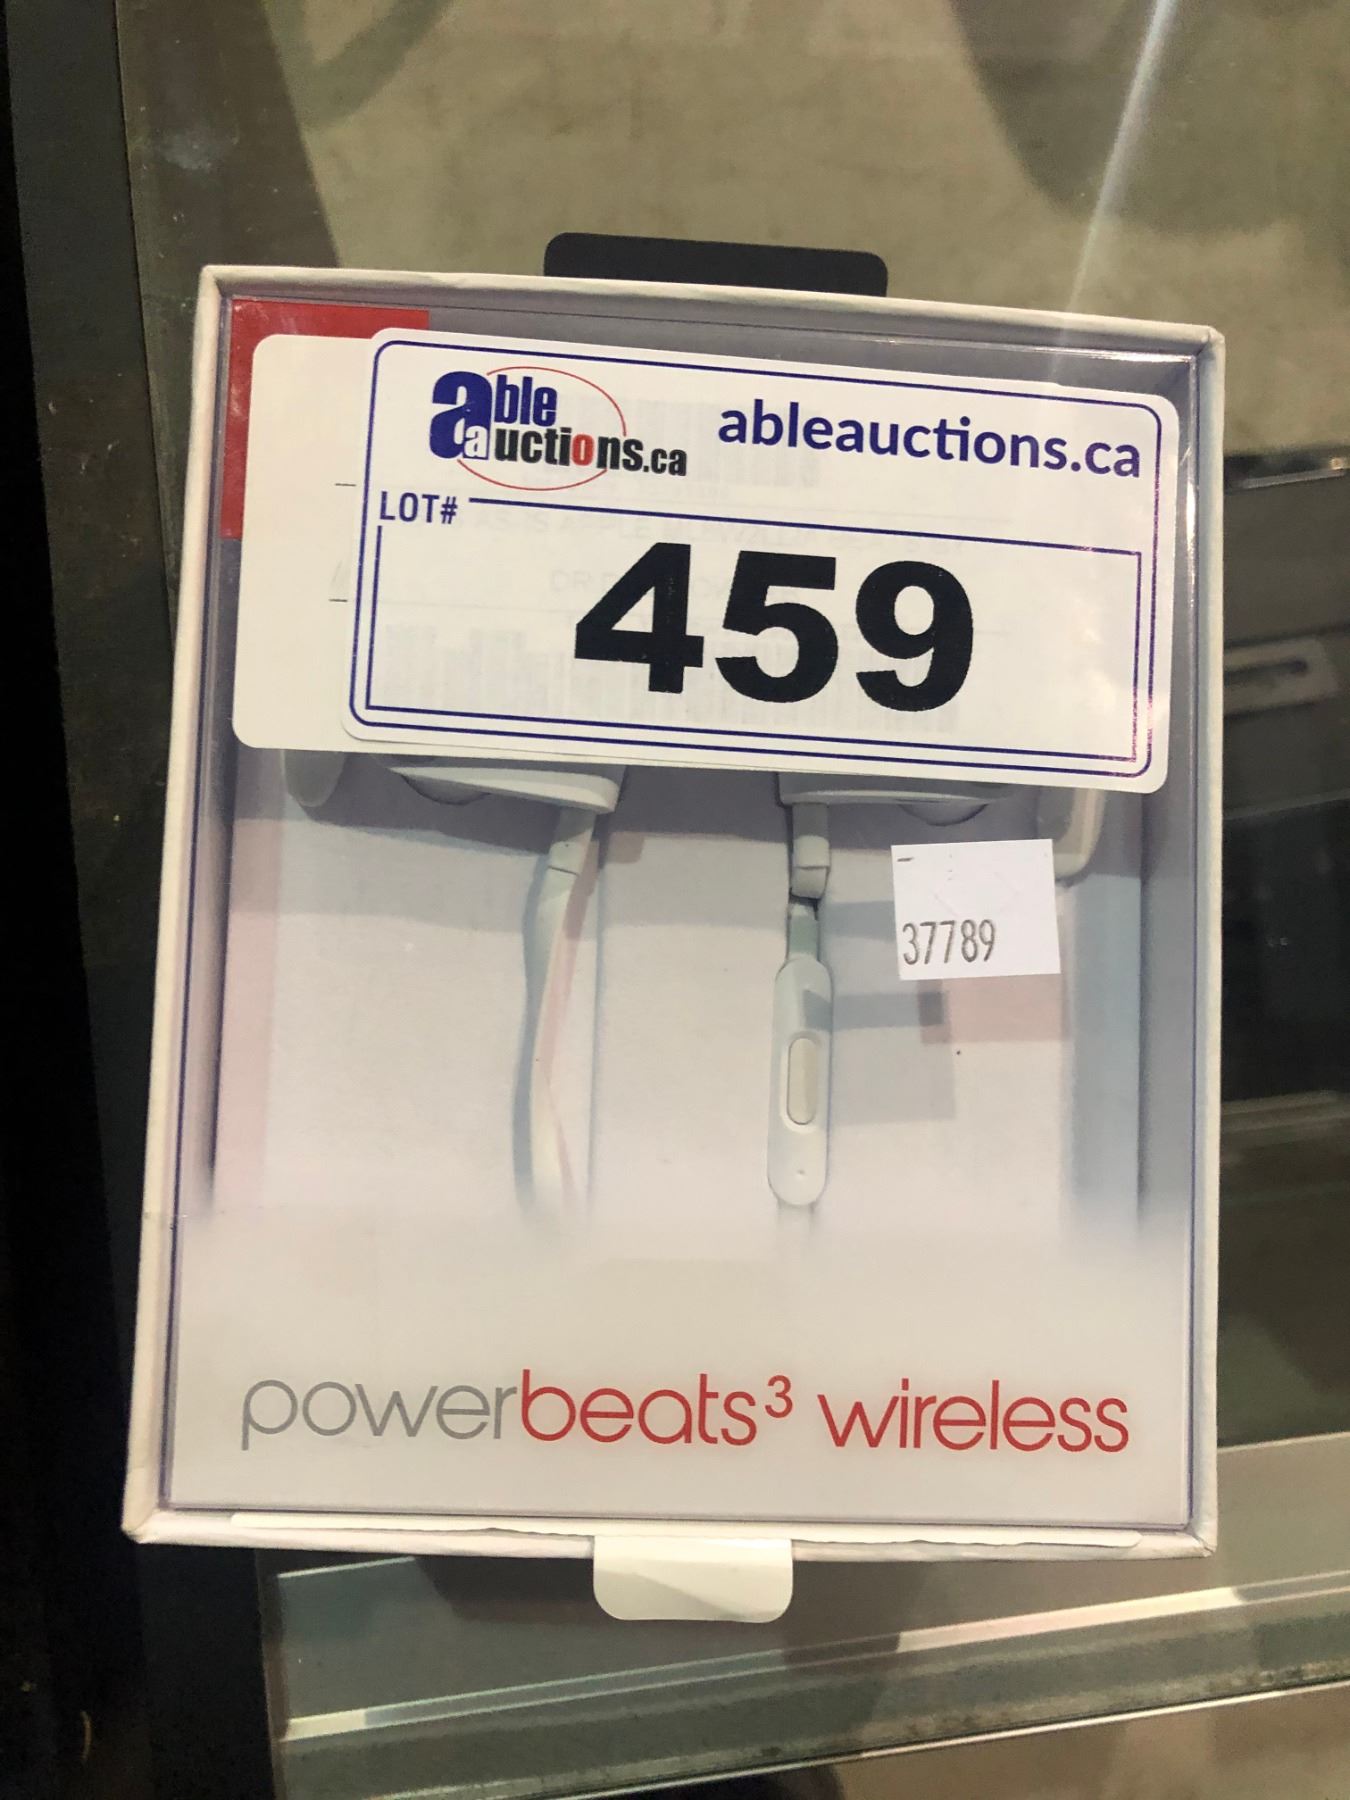 able
auctions.ca
ableauctions.ca
LOT#
459
37789
powerbeats³ wireless